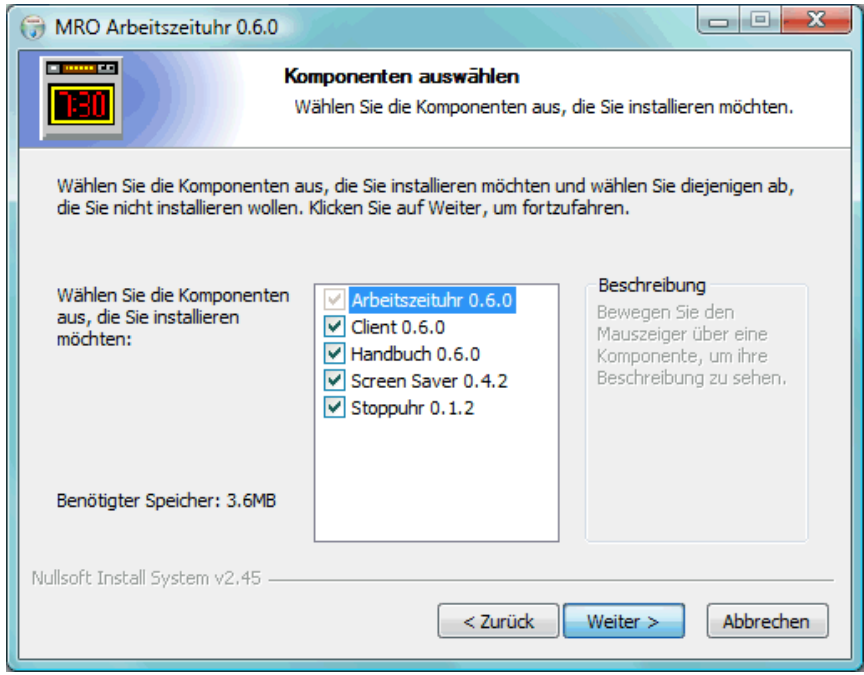 MRO Arbeitszeituhr 0.6.0
7:30
Komponenten auswählen
Wählen Sie die Komponenten aus, die Sie installieren möchten.
Wählen Sie die Komponenten aus, die Sie installieren möchten und wählen Sie diejenigen ab,
die Sie nicht installieren wollen. Klicken Sie auf Weiter, um fortzufahren.
Wählen Sie die Komponenten
aus, die Sie installieren
möchten:
Arbeitszeituhr 0.6.0
Client 0.6.0
Handbuch 0.6.0
Screen Saver 0.4.2
Stoppuhr 0.1.2
Beschreibung
Bewegen Sie den
Mauszeiger über eine
Komponente, um ihre
Beschreibung zu sehen.
Benötigter Speicher: 3.6MB
Nullsoft Install System v2.45
< Zurück
Weiter >
Abbrechen